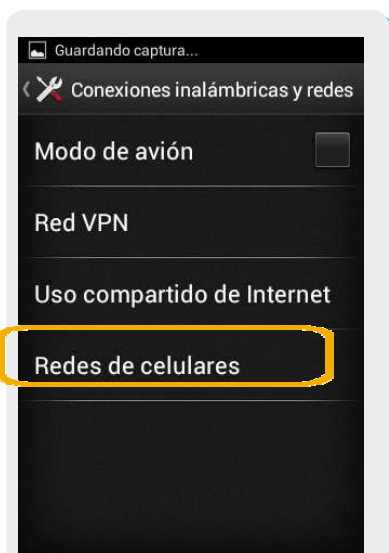 Guardando captura...
Conexiones inalámbricas y redes
Modo de avión
Red VPN
Uso compartido de Internet
Redes de celulares